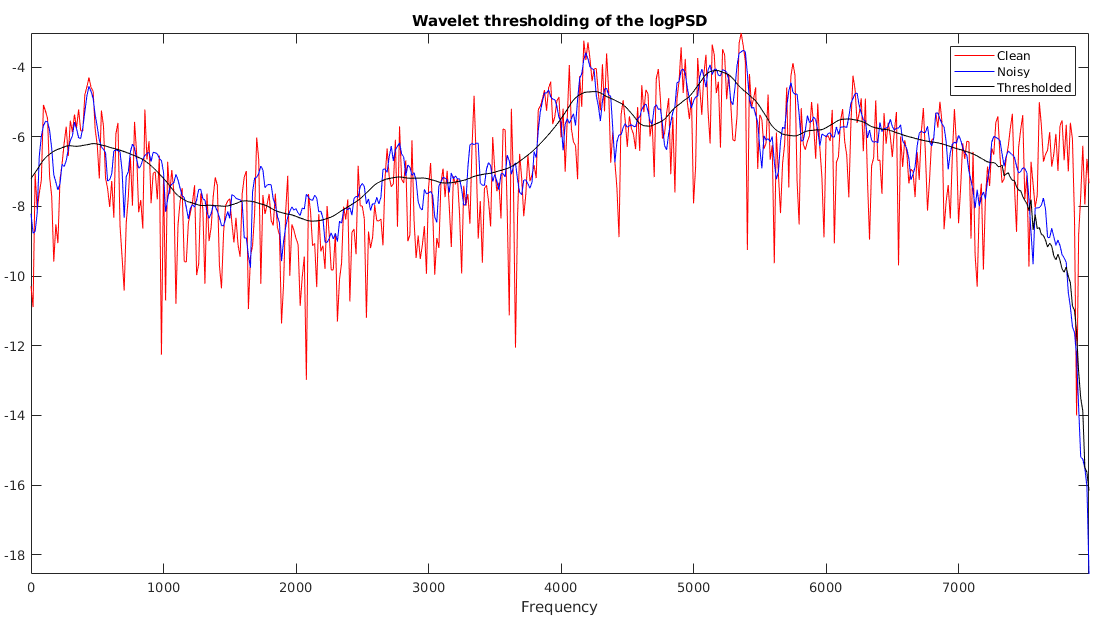 Wavelet thresholding of the logPSD
Clean
Noisy
Thresholded
-4
-6
-8
-10
-12
-14
-16
-18
0 1000 2000 3000 4000 5000 6000 7000
Frequency